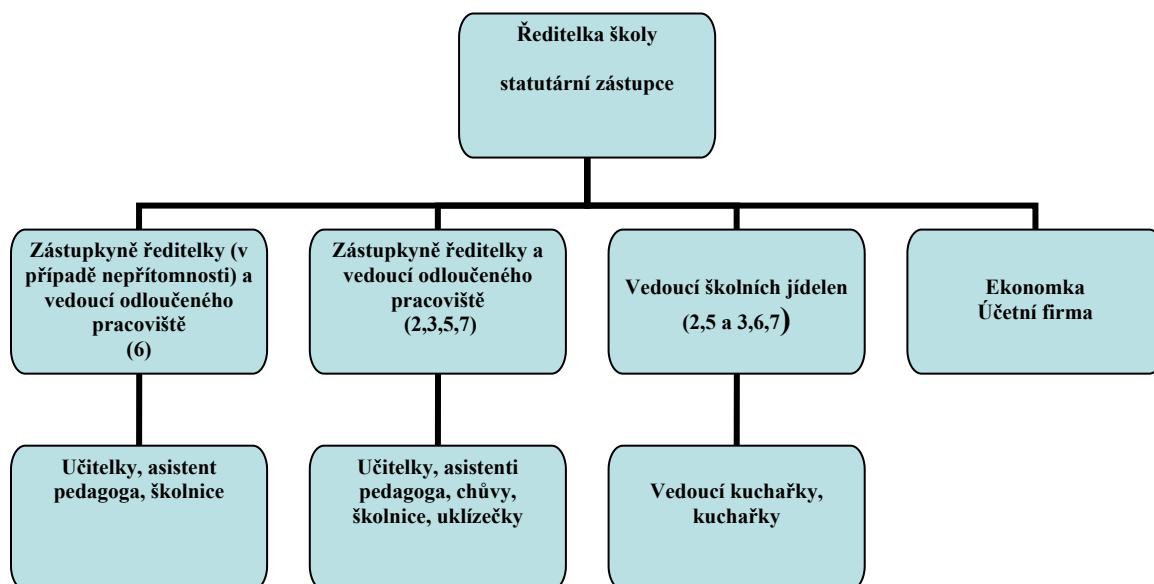 Ředitelka školy
statutární zástupce
Zástupkyně ředitelky (v
případě nepřítomnosti) a
vedoucí odloučeného
pracoviště
(6)
Zástupkyně ředitelky a
vedoucí odloučeného
pracoviště
(2,3,5,7)
Vedoucí školních jídelen
(2,5 a 3,6,7)
Ekonomka
Účetní firma
Učitelky, asistent
pedagoga, školnice
Učitelky, asistenti
pedagoga, chůvy,
školnice, uklízečky
Vedoucí kuchařky,
kuchařky